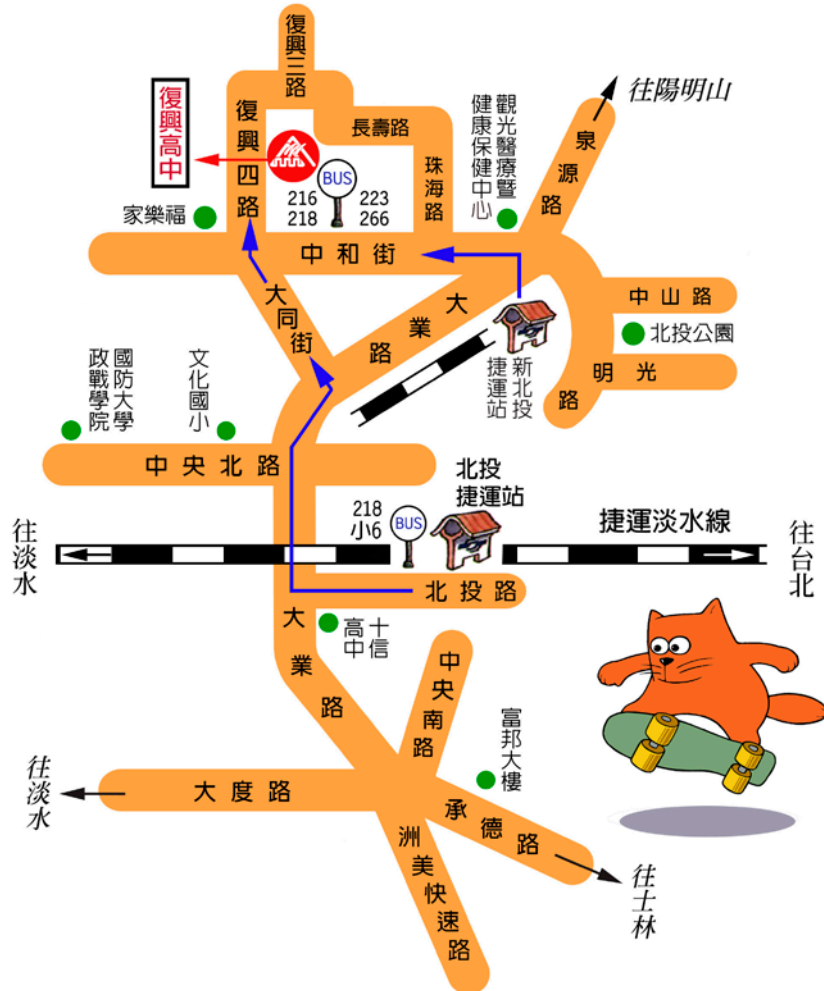 復興三路
往陽明山
復興高中
復興四路
長壽路
珠海路
觀光醫療暨
健康保健中心
泉源路
BUS
216 223
218 266
家樂福
中和街
大同街
大業路
新北投
捷運站
中山路
北投公園
明光路
國防大學
政戰學院
文化國小
中央北路
北投
捷運站
218
小6
BUS
捷運淡水線
往淡水
往台北
北投路
十信
高中
大業路
中央南路
富邦大樓
往淡水
大度路
承德路
洲美快速路
往士林